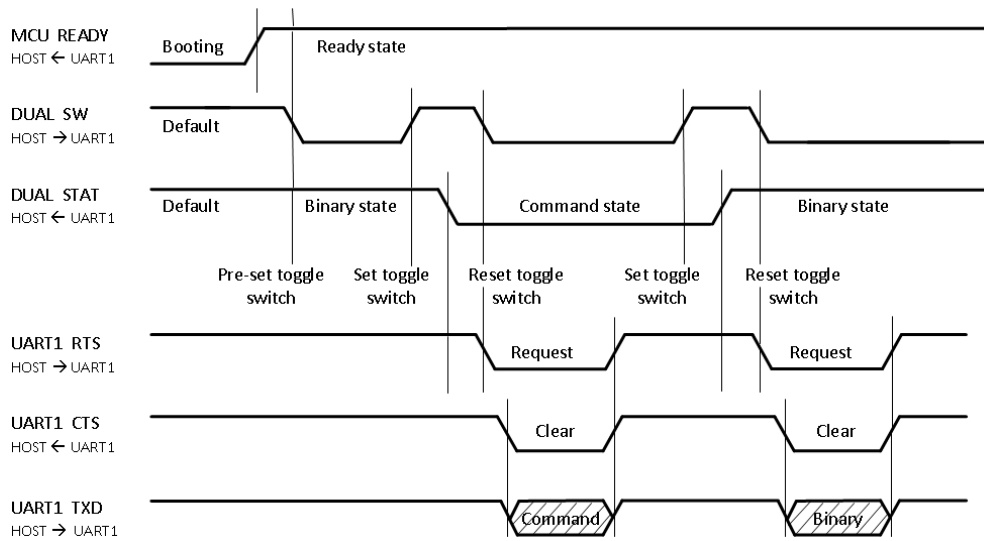 MCU READY
HOST ← UART1
Booting
Ready state
DUAL SW
HOST → UART1
Default
DUAL STAT
HOST ← UART1
Default
Binary state
Command state
Binary state
Pre-set toggle
switch
Set toggle
switch
Reset toggle
switch
Set toggle
switch
Reset toggle
switch
UART1 RTS
HOST → UART1
Request
Request
UART1 CTS
HOST ← UART1
Clear
Clear
UART1 TXD
HOST → UART1
Command
Binary